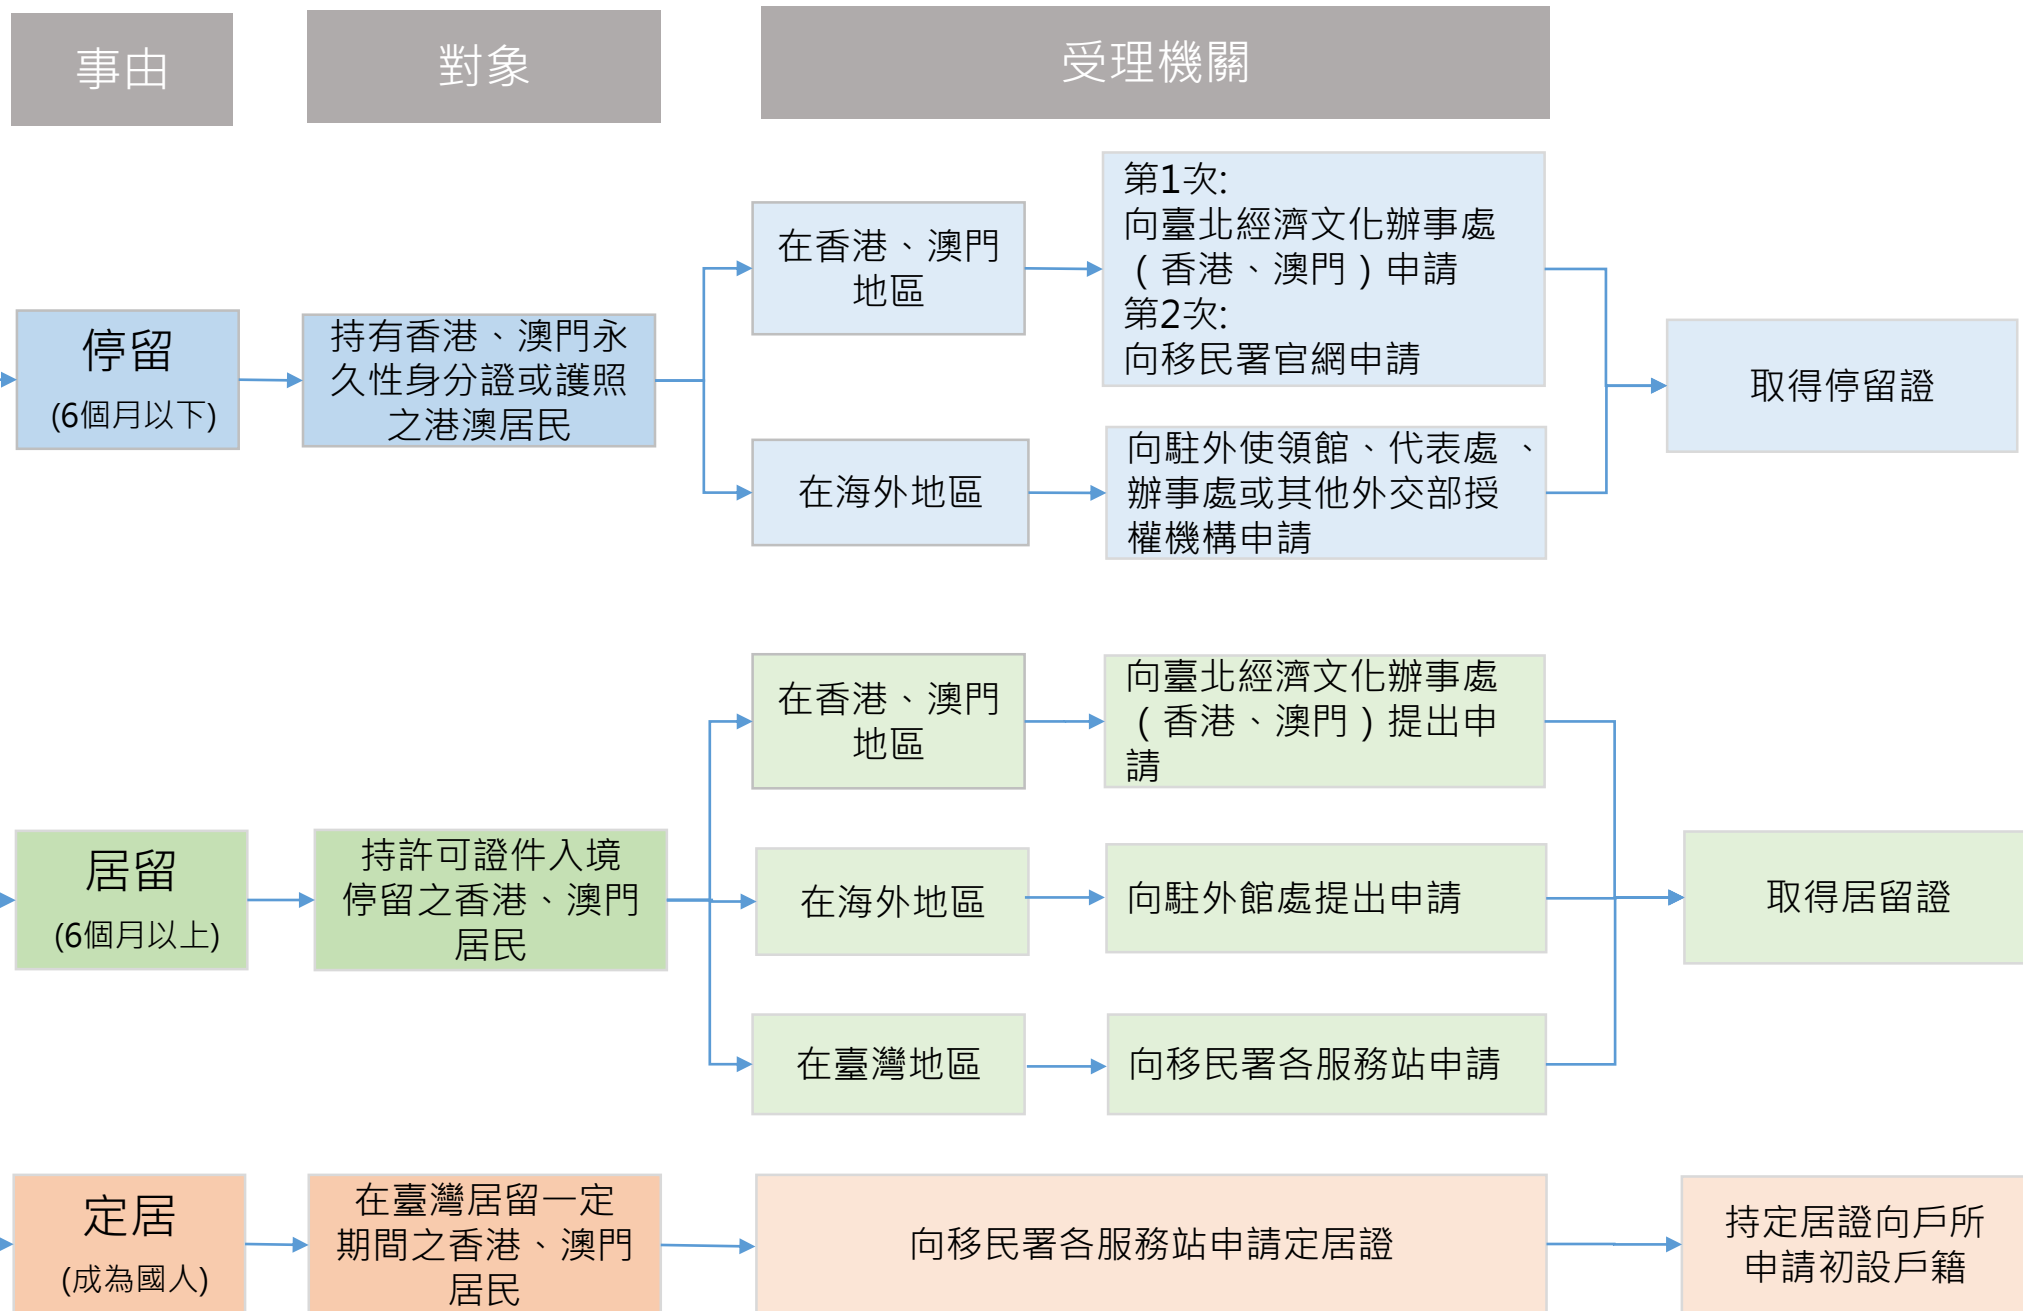 事由
對象
受理機關
停留
(6個月以下)
持有香港、澳門永
久性身分證或護照
之港澳居民
在香港、澳門
地區
第1次:
向臺北經濟文化辦事處
(香港、澳門)申請
第2次:
向移民署官網申請
在海外地區
向駐外使領館、代表處、
辦事處或其他外交部授
權機構申請
取得停留證
居留
(6個月以上)
持許可證件入境
停留之香港、澳門
居民
在香港、澳門
地區
向臺北經濟文化辦事處
(香港、澳門)提出申
請
在海外地區
向駐外館處提出申請
在臺灣地區
向移民署各服務站申請
取得居留證
定居
(成為國人)
在臺灣居留一定
期間之香港、澳門
居民
向移民署各服務站申請定居證
持定居證向戶所
申請初設戶籍